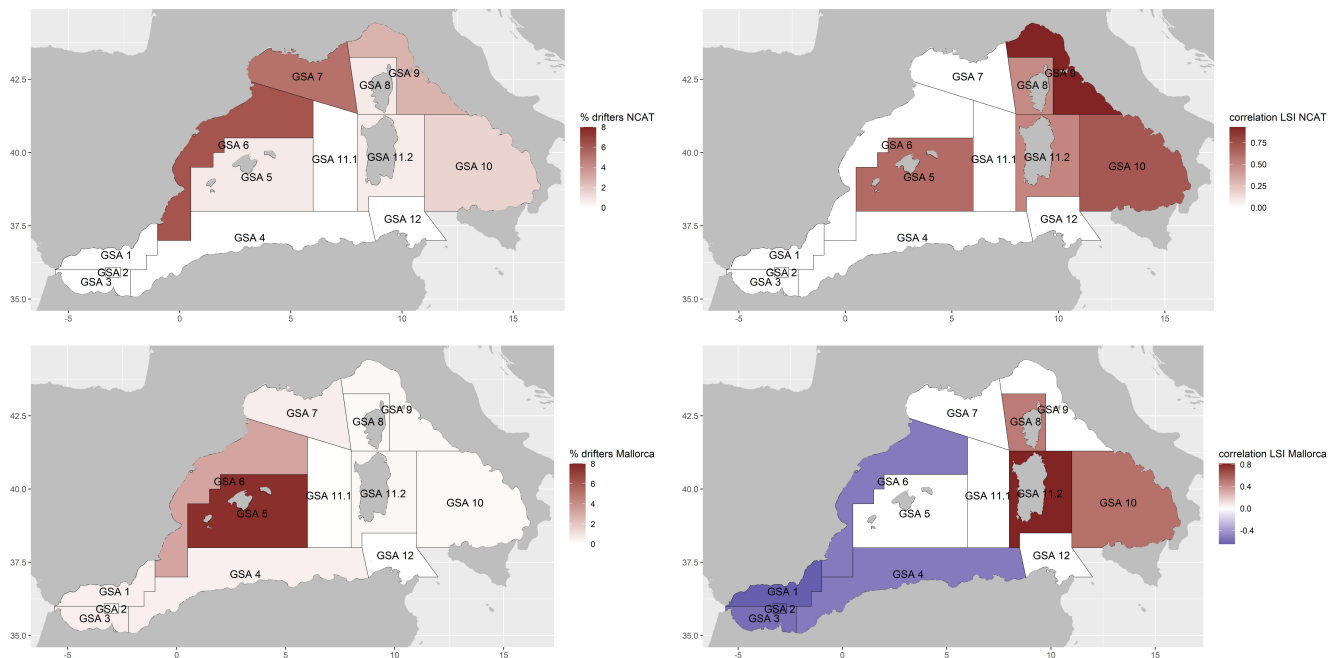 42.5
40.0
37.5
35.0
-5
0
5
10
15
GSA 7
GSA 8
GSA 9
GSA 6
GSA 5
GSA 11.1
GSA 11.2
GSA 10
GSA 4
GSA 12
GSA 1
GSA 2
GSA 3
% drifters NCAT
8
6
4
2
0
42.5
40.0
37.5
35.0
-5
0
5
10
15
GSA 7
GSA 8
GSA 9
GSA 6
GSA 5
GSA 11.1
GSA 11.2
GSA 10
GSA 4
GSA 12
GSA 1
GSA 2
GSA 3
correlation LSI NCAT
0.75
0.50
0.25
0.00
42.5
40.0
37.5
35.0
-5
0
5
10
15
GSA 7
GSA 8
GSA 9
GSA 6
GSA 5
GSA 11.1
GSA 11.2
GSA 10
GSA 4
GSA 12
GSA 1
GSA 2
GSA 3
% drifters Mallorca
8
6
4
2
0
42.5
40.0
37.5
35.0
-5
0
5
10
15
GSA 7
GSA 8
GSA 9
GSA 6
GSA 5
GSA 11.1
GSA 11.2
GSA 10
GSA 4
GSA 12
GSA 1
GSA 2
GSA 3
correlation LSI Mallorca
0.8
0.4
0.0
-0.4